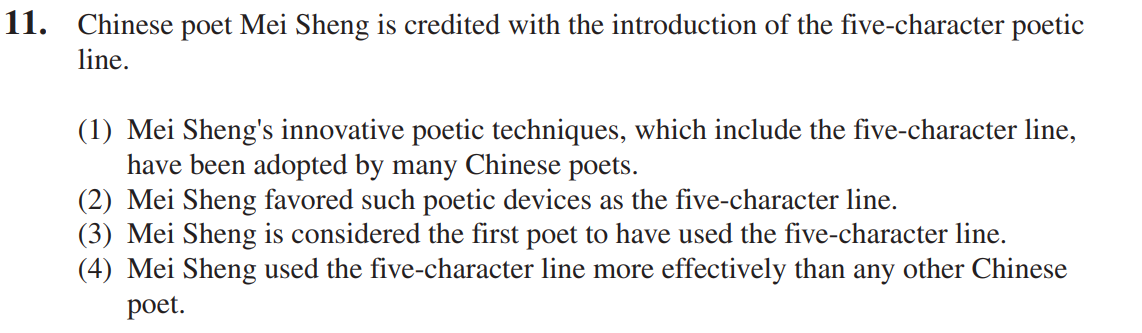 11. Chinese poet Mei Sheng is credited with the introduction of the five-character poetic
line.
(1) Mei Sheng's innovative poetic techniques, which include the five-character line,
have been adopted by many Chinese poets.
(2) Mei Sheng favored such poetic devices as the five-character line.
(3) Mei Sheng is considered the first poet to have used the five-character line.
(4) Mei Sheng used the five-character line more effectively than any other Chinese
poet.